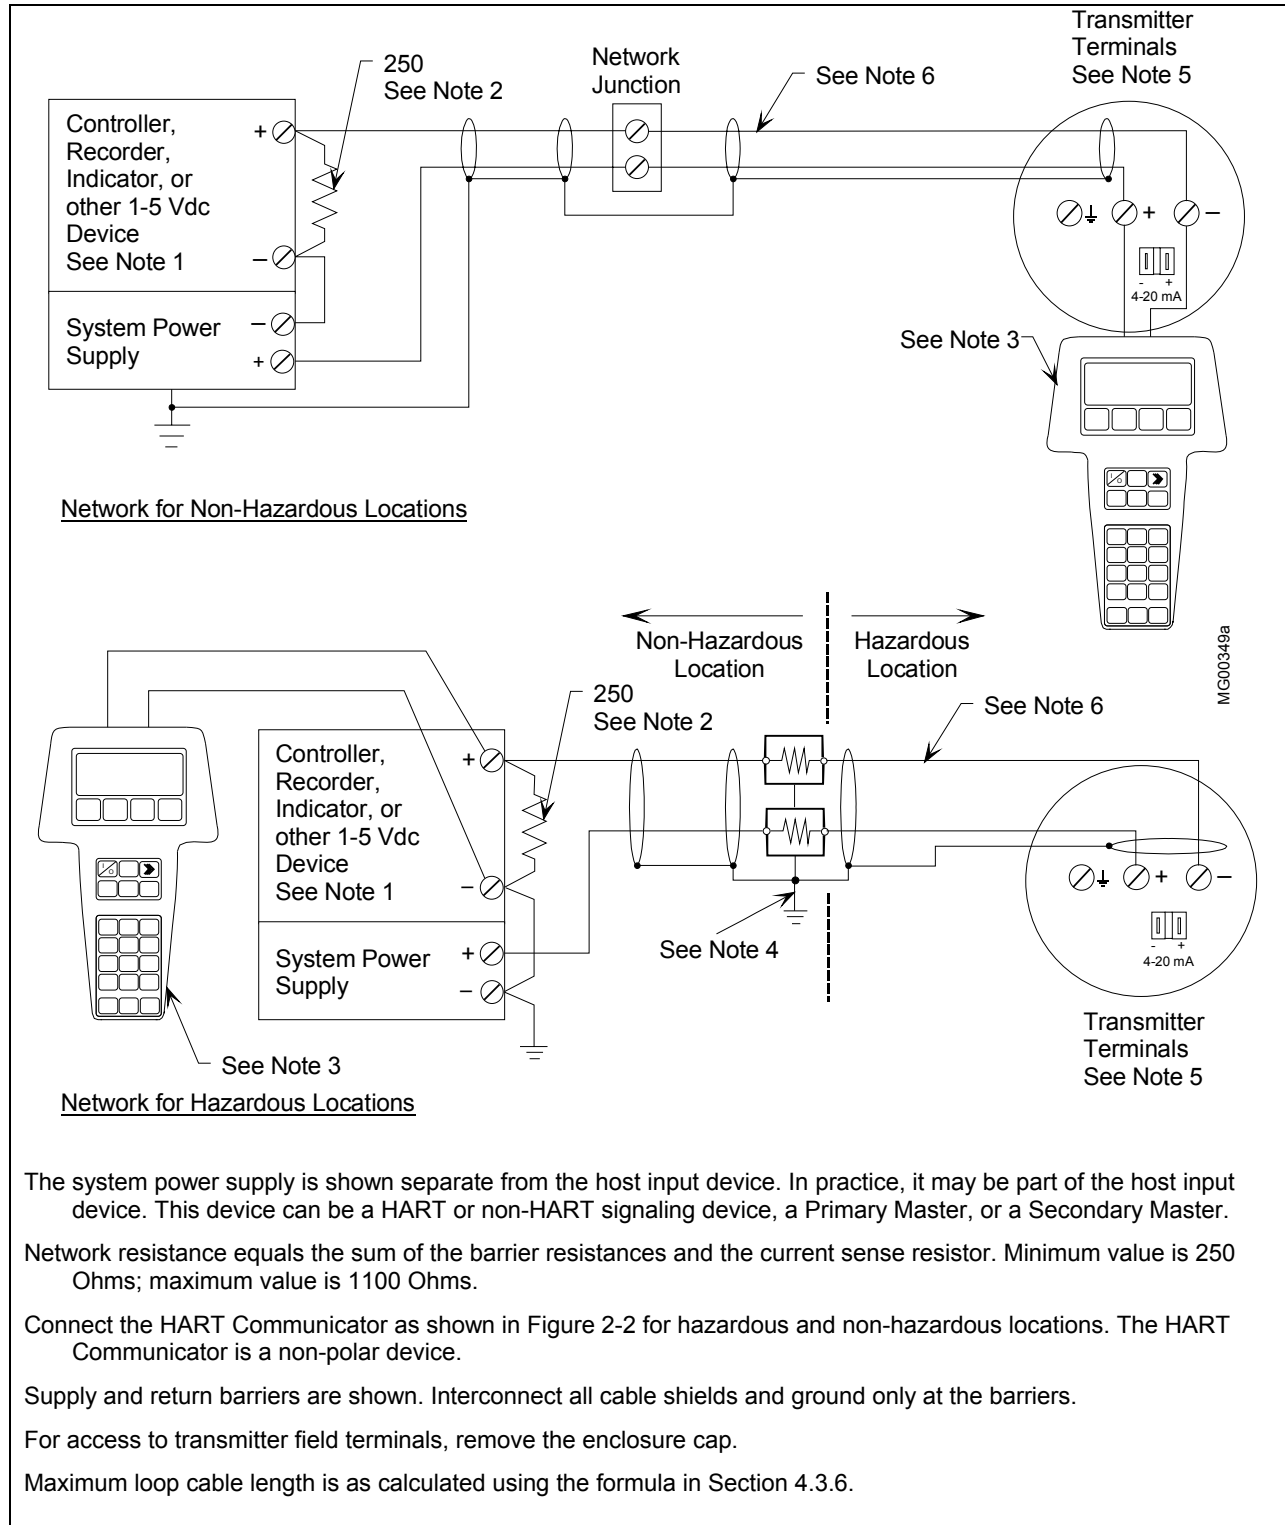 Transmitter
Terminals
See Note 5
Network
Junction
250
See Note 2
See Note 6
Controller,
Recorder,
Indicator, or
other 1-5 Vdc
Device
See Note 1
+
–
System Power
Supply
–
+
+
–
- +
4-20 mA
See Note 3
Network for Non-Hazardous Locations
I/O
MG00349a
Non-Hazardous
Location
Hazardous
Location
250
See Note 2
See Note 6
Controller,
Recorder,
Indicator, or
other 1-5 Vdc
Device
See Note 1
+
–
System Power
Supply
+
–
I/O
See Note 4
+
–
- +
4-20 mA
Transmitter
Terminals
See Note 5
See Note 3
Network for Hazardous Locations
The system power supply is shown separate from the host input device. In practice, it may be part of the host input
device. This device can be a HART or non-HART signaling device, a Primary Master, or a Secondary Master.
Network resistance equals the sum of the barrier resistances and the current sense resistor. Minimum value is 250
Ohms; maximum value is 1100 Ohms.
Connect the HART Communicator as shown in Figure 2-2 for hazardous and non-hazardous locations. The HART
Communicator is a non-polar device.
Supply and return barriers are shown. Interconnect all cable shields and ground only at the barriers.
For access to transmitter field terminals, remove the enclosure cap.
Maximum loop cable length is as calculated using the formula in Section 4.3.6.